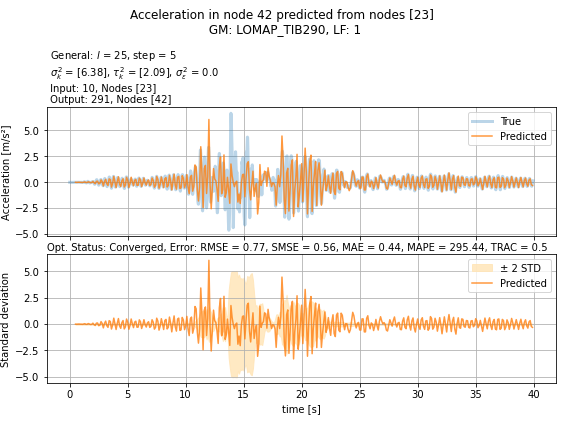 Acceleration in node 42 predicted from nodes [23]
GM: LOMAP_TIB290, LF: 1
General: l = 25, step = 5
σ²ₖ = [6.38], τ²ₖ = [2.09], σ²ε = 0.0
Input: 10, Nodes [23]
Output: 291, Nodes [42]
Acceleration [m/s²]
5.0
2.5
0.0
−2.5
−5.0
True
Predicted
Opt. Status: Converged, Error: RMSE = 0.77, SMSE = 0.56, MAE = 0.44, MAPE = 295.44, TRAC = 0.5
Standard deviation
5.0
2.5
0.0
−2.5
−5.0
± 2 STD
Predicted
0 5 10 15 20 25 30 35 40
time [s]